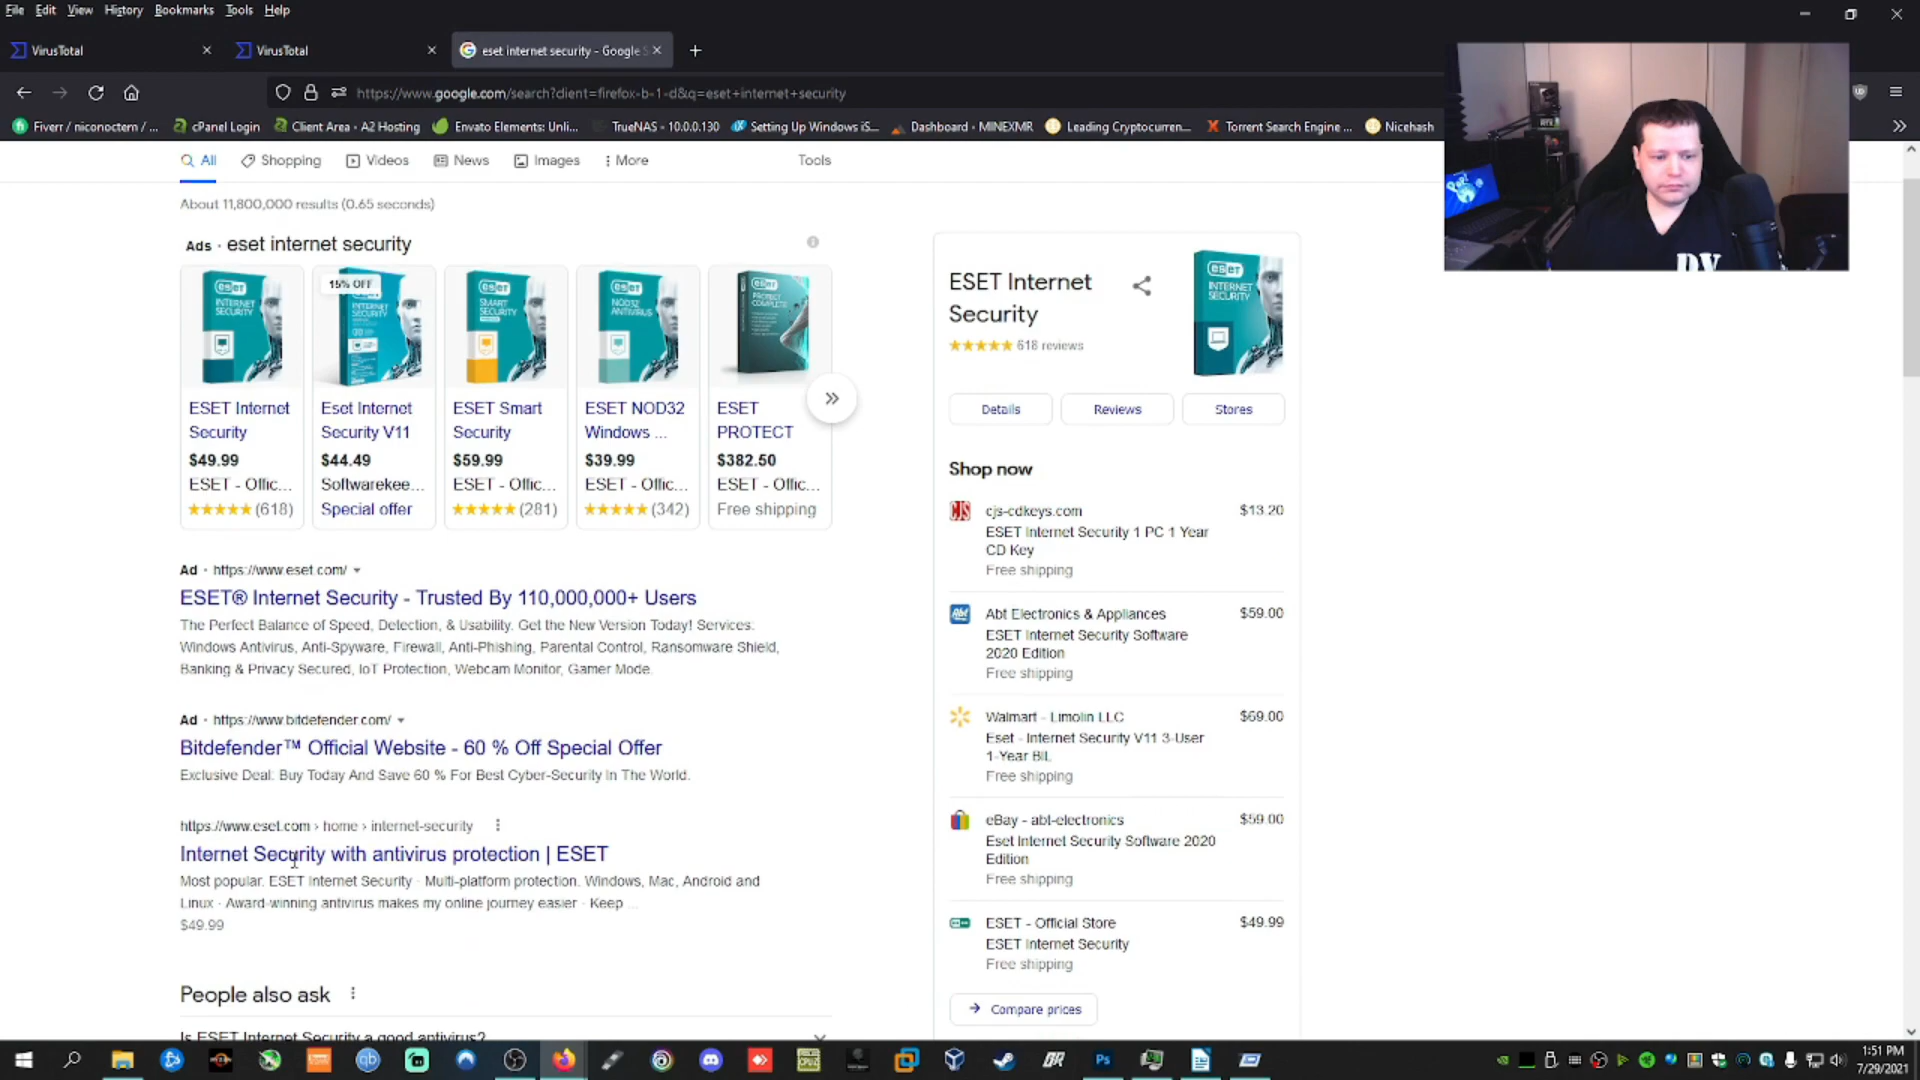 File Edit View History Bookmarks Tools Help
VirusTotal
VirusTotal
eset internet security - Google
https://www.google.com/search?client=firefox-b-1-d&q=eset+internet+security
Fiverr / niconoctern / ...
cPanel Login
Client Area - A2 Hosting
Envato Elements: Unli...
TrueNAS - 10.0.0.130
Setting Up Windows iS...
Dashboard - MINEXMR
Leading Cryptocurren...
Torrent Search Engine ...
Nicehash
All
Shopping
Videos
News
Images
More
Tools
About 11,800,000 results (0.65 seconds)
Ads · eset internet security
15% OFF
ESET Internet Security
$49.99
ESET - Offic...
(618)
Eset Internet Security V11
$44.49
Softwarekee...
Special offer
ESET Smart Security
$59.99
ESET - Offic...
(281)
ESET NOD32 Windows ...
$39.99
ESET - Offic...
(342)
ESET PROTECT
$382.50
ESET - Offic...
Free shipping
Ad · https://www.eset.com/
ESET® Internet Security - Trusted By 110,000,000+ Users
The Perfect Balance of Speed, Detection, & Usability. Get the New Version Today! Services:
Windows Antivirus, Anti-Spyware, Firewall, Anti-Phishing, Parental Control, Ransomware Shield,
Banking & Privacy Secured, IoT Protection, Webcam Monitor, Gamer Mode.
Ad · https://www.bitdefender.com/
Bitdefender™ Official Website - 60 % Off Special Offer
Exclusive Deal: Buy Today And Save 60 % For Best Cyber-Security In The World.
https://www.eset.com › home › internet-security
Internet Security with antivirus protection | ESET
Most popular. ESET Internet Security · Multi-platform protection. Windows, Mac, Android and
Linux · Award-winning antivirus makes my online journey easier · Keep ...
$49.99
People also ask
Is ESET Internet Security a good antivirus?
ESET Internet
Security
618 reviews
eset
INTERNET
SECURITY
Details
Reviews
Stores
Shop now
cjs-cdkeys.com $13.20
ESET Internet Security 1 PC 1 Year
CD Key
Free shipping
Abt Electronics & Appliances $59.00
ESET Internet Security Software
2020 Edition
Free shipping
Walmart - Limolin LLC $69.00
Eset - Internet Security V11 3-User
1-Year BIL
Free shipping
eBay - abt-electronics $59.00
Eset Internet Security Software 2020
Edition
Free shipping
ESET - Official Store $49.99
ESET Internet Security
Free shipping
Compare prices
1:51 PM
7/29/2021